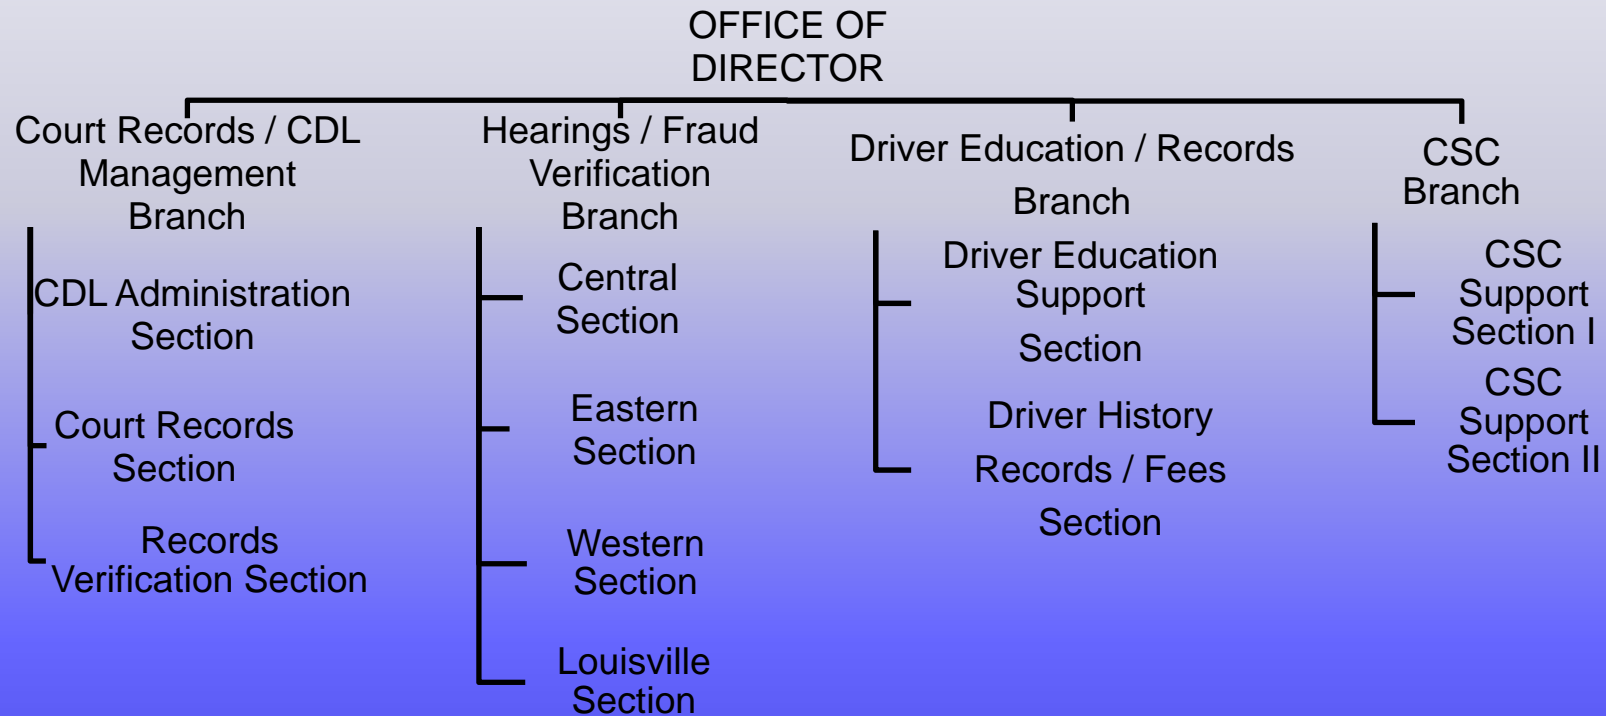 OFFICE OF
DIRECTOR
Court Records / CDL
Management
Branch
CDL Administration
Section
Court Records
Section
Records
Verification Section
Hearings / Fraud
Verification
Branch
Central
Section
Eastern
Section
Western
Section
Louisville
Section
Driver Education / Records
Branch
Driver Education
Support
Section
Driver History
Records / Fees
Section
CSC
Branch
CSC
Support
Section I
CSC
Support
Section II